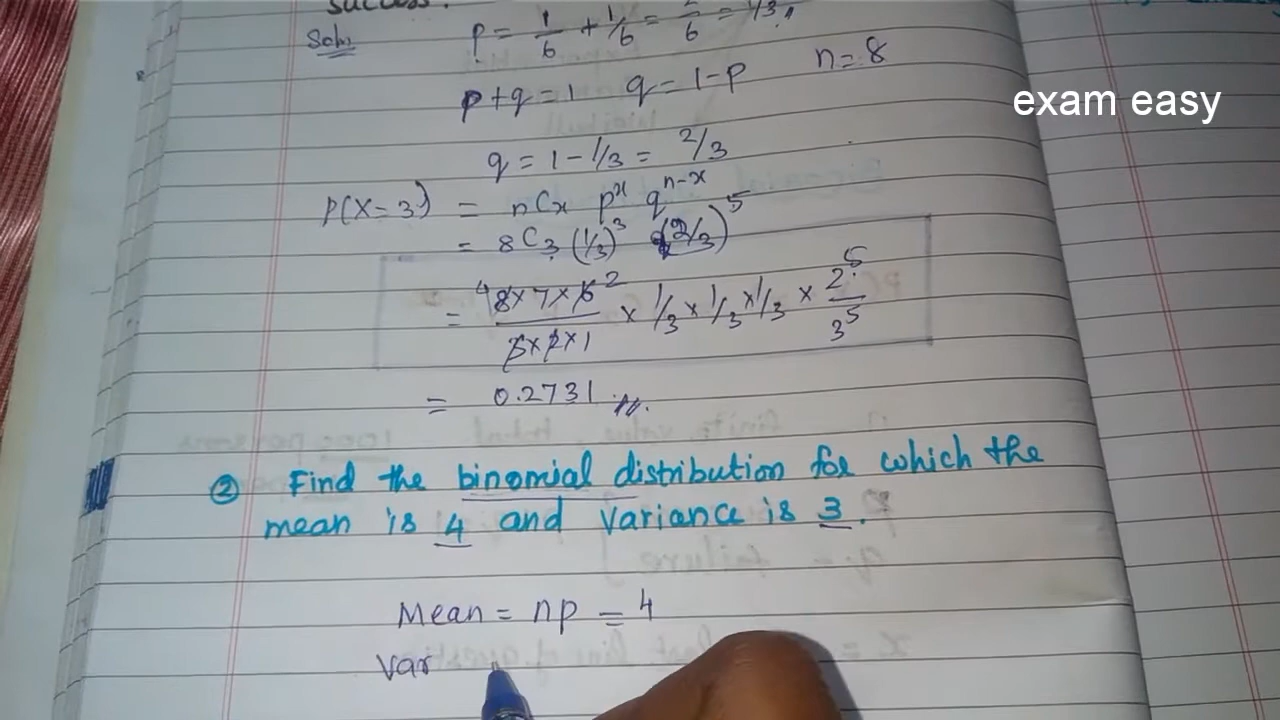 success.
Soln p = 1/6 + 1/6 = 2/6 = 1/3 //
p+q = 1 q = 1-p n = 8
exam easy
q = 1 - 1/3 = 2/3
P(X=3) = nCx p^x q^n-x
= 8C3 (1/3)^3 (2/3)^5
= 8×7×6/3×2×1 × 1/3 × 1/3 × 1/3 × 2^5/3^5
= 0.2731 //.
② Find the binomial distribution for which the
mean is 4 and variance is 3.
Mean = np = 4
Var